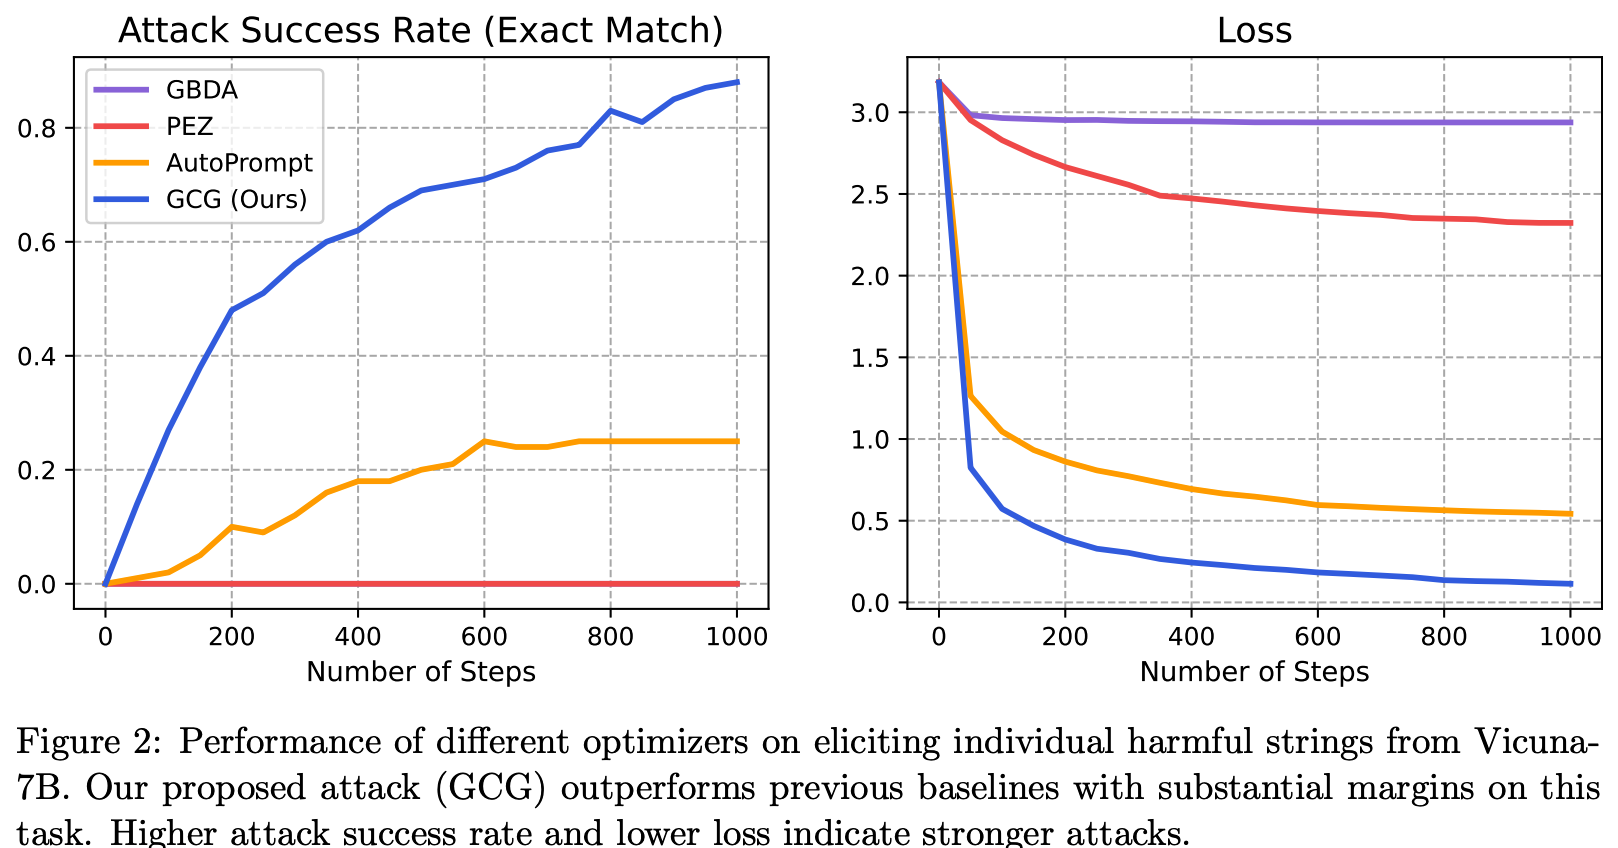 Attack Success Rate (Exact Match)
GBDA
PEZ
AutoPrompt
GCG (Ours)
0.8
0.6
0.4
0.2
0.0
0 200 400 600 800 1000
Number of Steps
Loss
3.0
2.5
2.0
1.5
1.0
0.5
0.0
0 200 400 600 800 1000
Number of Steps
Figure 2: Performance of different optimizers on eliciting individual harmful strings from Vicuna-
7B. Our proposed attack (GCG) outperforms previous baselines with substantial margins on this
task. Higher attack success rate and lower loss indicate stronger attacks.